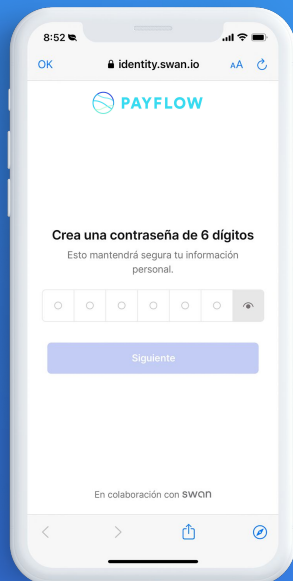 8:52
OK
identity.swan.io
AA
PAYFLOW
Crea una contraseña de 6 dígitos
Esto mantendrá segura tu información
personal.
Siguiente
En colaboración con swan